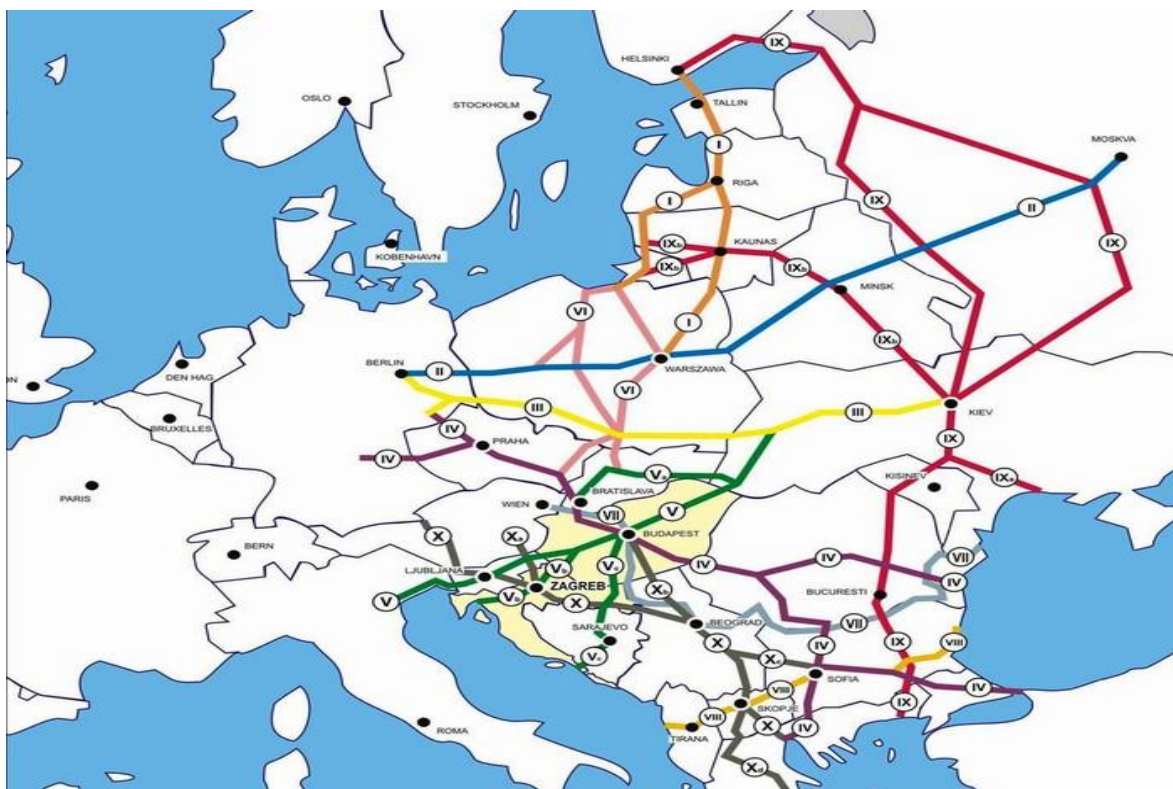 IX
HELSINKI
OSLO
STOCKHOLM
TALLIN
MOSKVA
I
RIGA
I
IX
II
KOBENHAVN
IXb
KAUNAS
IX
IXb
IXb
MINSK
VI
I
IXb
BERLIN
II
WARSZAWA
DEN HAG
ON
VI
III
III
KIEV
BRUXELLES
IV
PRAHA
IX
IV
PARIS
Va
KISINEV
IXa
BRATISLAVA
WIEN
VII
V
X
Xa
BUDAPEST
BERN
IV
IV
VII
Vb
Vc
LJUBLJANA
IV
ZAGREB
Xb
V
Vb
X
BUCURESTI
SARAJEVO
BEOGRAD
VII
X
IV
IX
VIII
Vc
Xc
SOFIA
IV
VIII
SKOPJE
IX
ROMA
VIII
X
IV
TIRANA
Xd